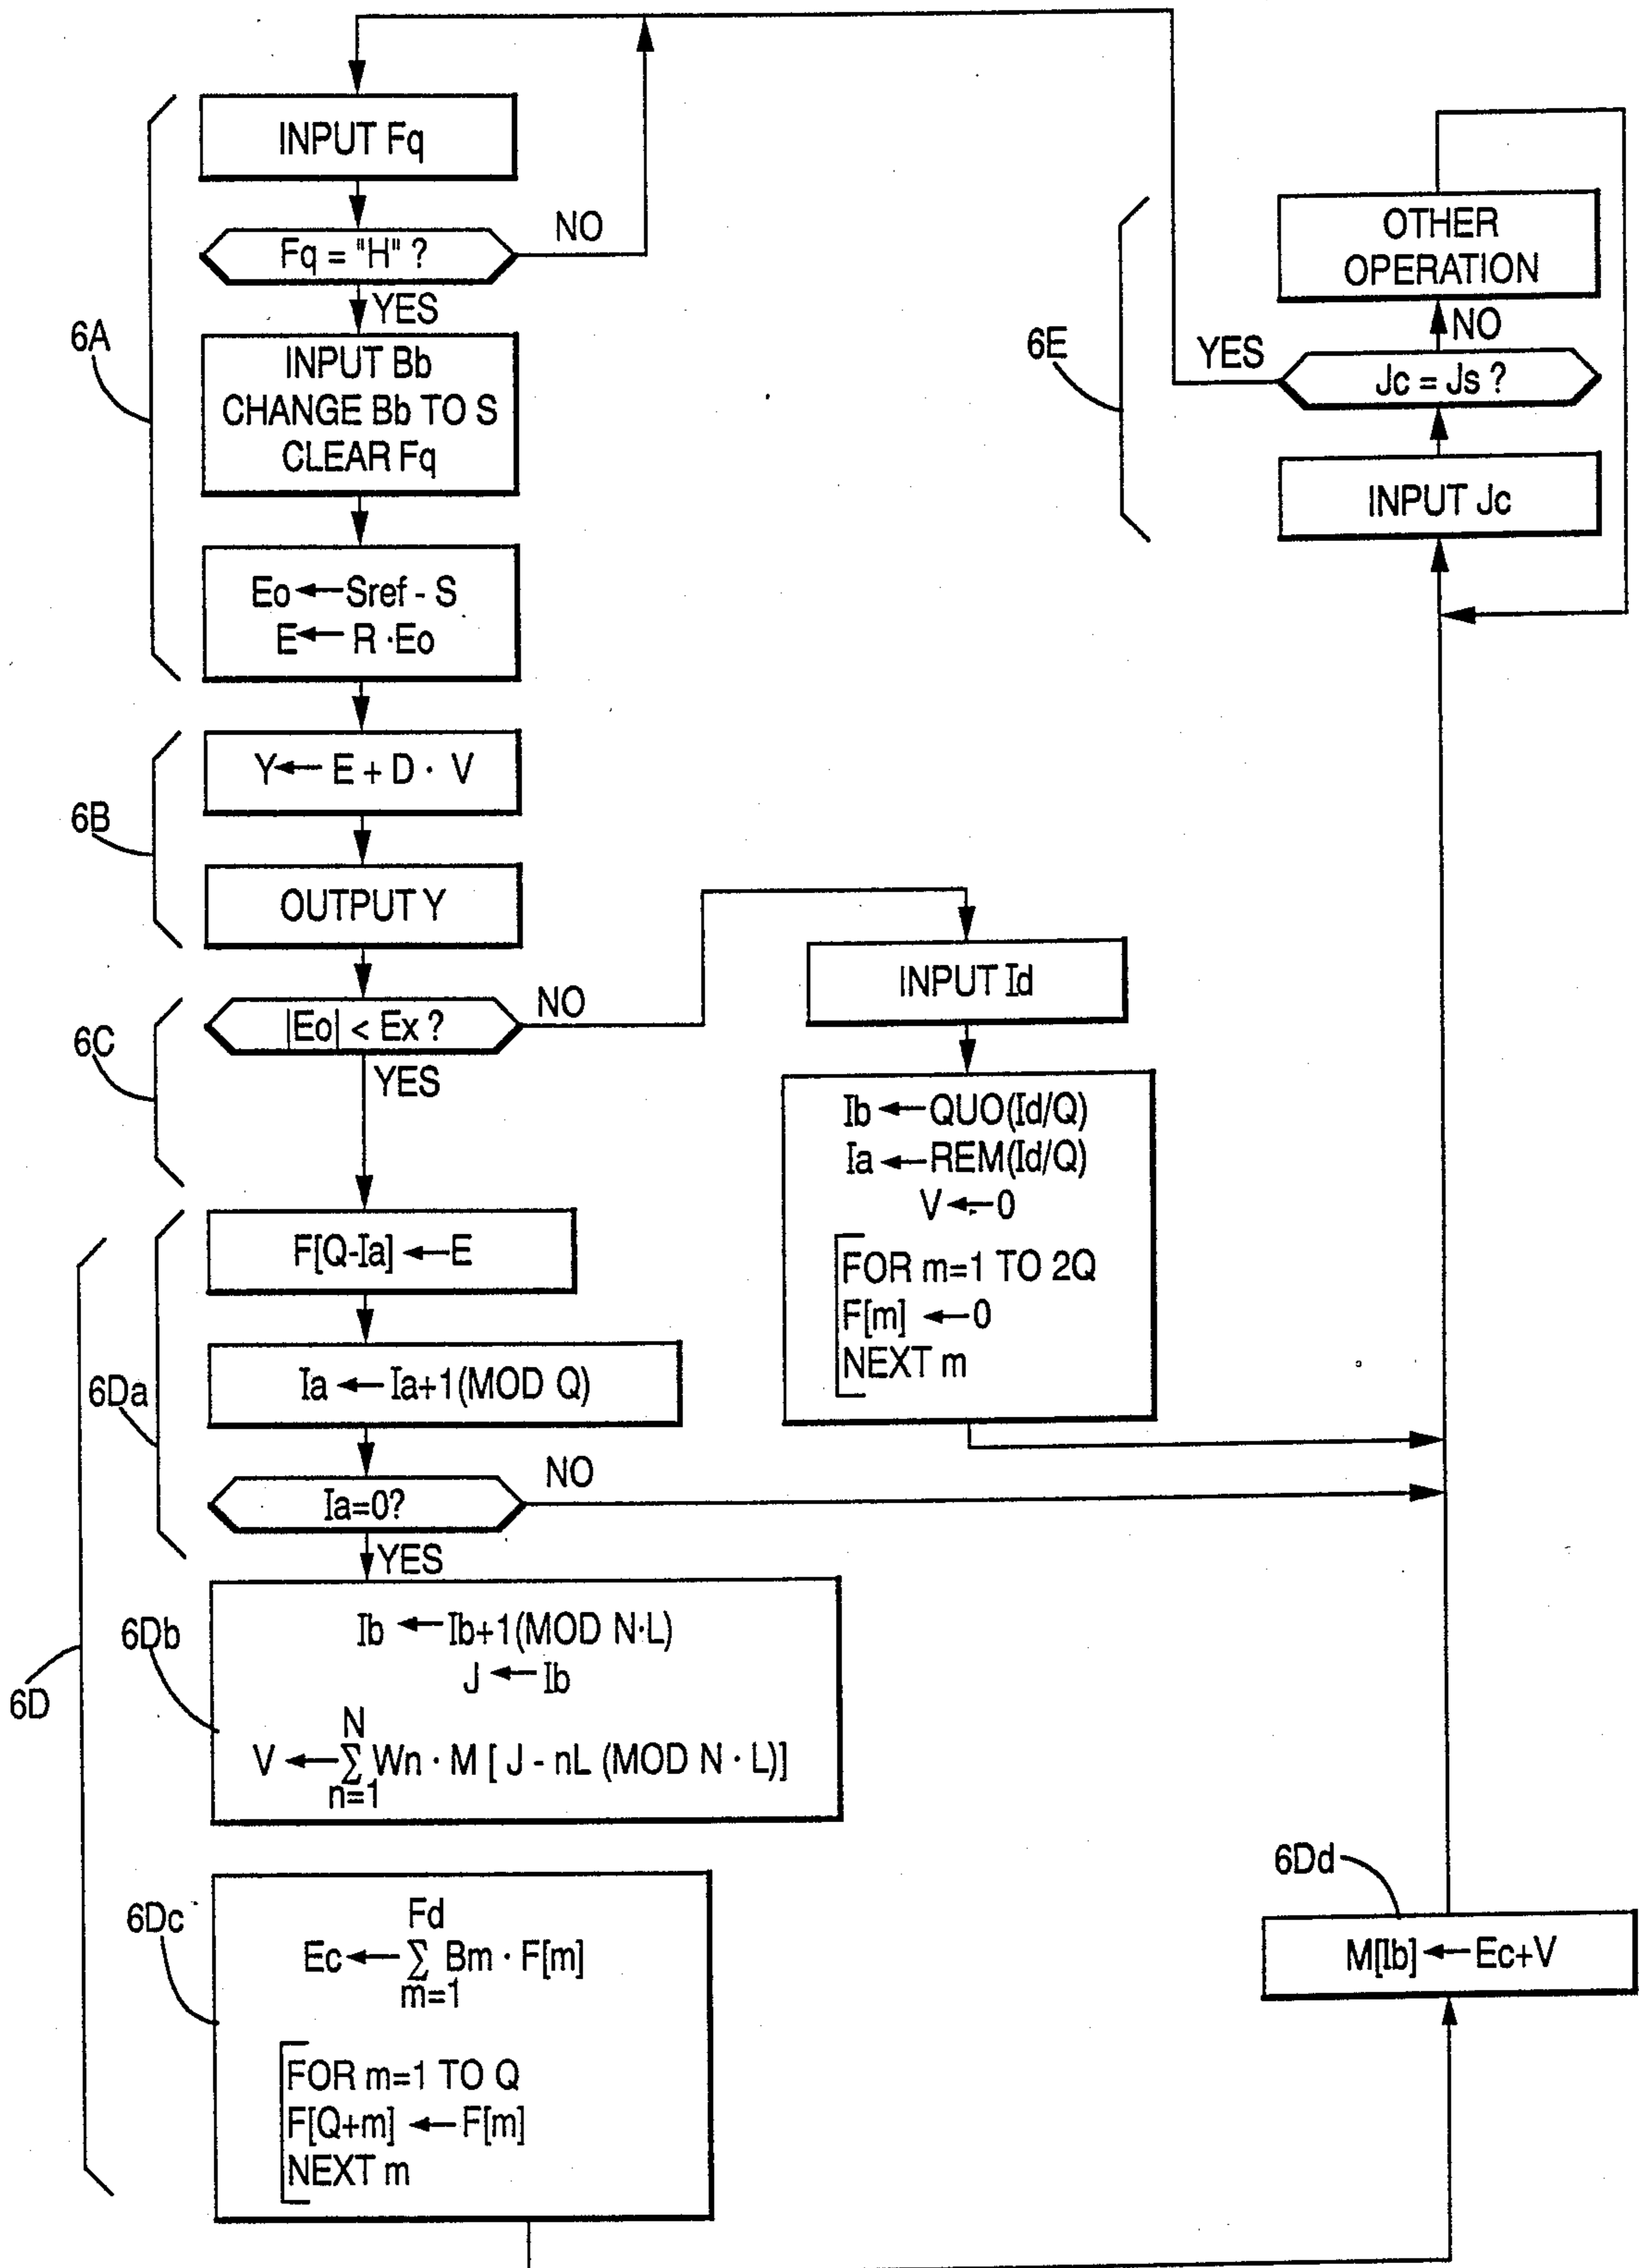 INPUT Fq
Fq = "H" ?
NO
YES
6A
INPUT Bb
CHANGE Bb TO S
CLEAR Fq
Eo ← Sref - S
E ← R · Eo
6B
Y ← E + D · V
OUTPUT Y
6C
|Eo| < Ex ?
NO
YES
INPUT Id
Ib ← QUO(Id/Q)
Ia ← REM(Id/Q)
V ← 0
FOR m=1 TO 2Q
F[m] ← 0
NEXT m
6D
6Da
F[Q-Ia] ← E
Ia ← Ia+1(MOD Q)
Ia=0?
NO
YES
6Db
Ib ← Ib+1(MOD N·L)
J ← Ib
N
V ← Σ Wn · M [ J - nL (MOD N · L)]
n=1
6Dc
Fd
Ec ← Σ Bm · F[m]
m=1
FOR m=1 TO Q
F[Q+m] ← F[m]
NEXT m
6Dd
M[Ib] ← Ec+V
6E
OTHER
OPERATION
NO
YES
Jc = Js ?
INPUT Jc